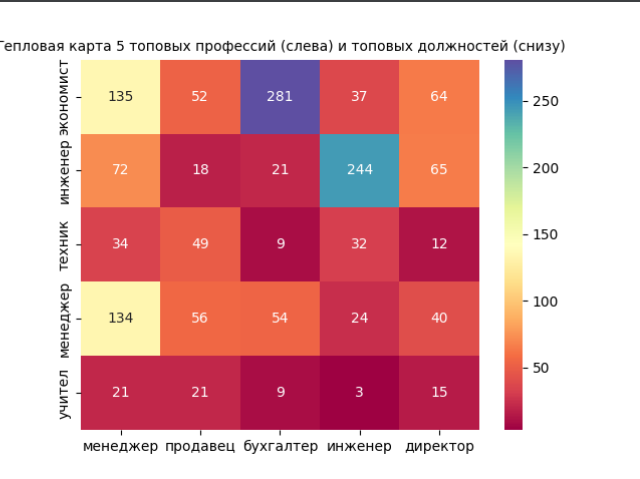 Тепловая карта 5 топовых профессий (слева) и топовых должностей (снизу)
экономист 135 52 281 37 64
инженер 72 18 21 244 65
техник 34 49 9 32 12
менеджер 134 56 54 24 40
учител 21 21 9 3 15
менеджер продавец бухгалтер инженер директор
250
200
150
100
50